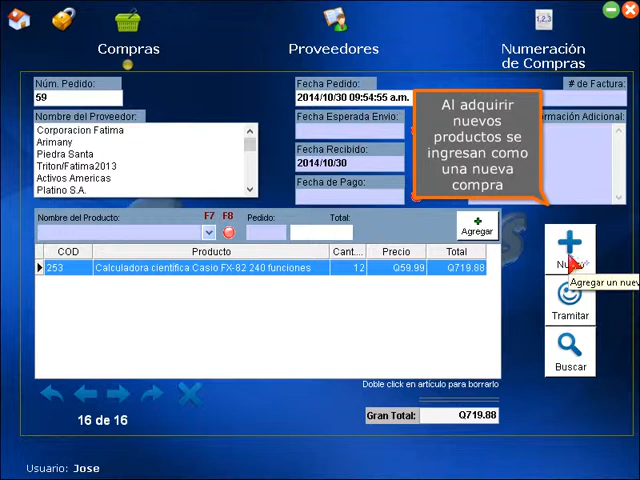 1,2,3
Compras
Proveedores
Numeración
de Compras
Núm. Pedido:
59
Fecha Pedido:
2014/10/30 09:54:55 a.m.
# de Factura:
Nombre del Proveedor:
Corporacion Fatima
Arimany
Piedra Santa
Triton/Fatima2013
Activos Americas
Platino S.A.
Fecha Esperada Envio:
Fecha Recibido:
2014/10/30
Fecha de Pago:
Al adquirir
nuevos
productos se
ingresan como
una nueva
compra
Nombre del Producto:
F7 F8
Pedido:
Total:
Agregar
COD Producto Cant... Precio Total
253 Calculadora científica Casio FX-82 240 funciones 12 Q59.99 Q719.88
Agregar un nuev
Tramitar
Buscar
Doble click en artículo para borrarlo
16 de 16
Gran Total: Q719.88
Usuario: Jose